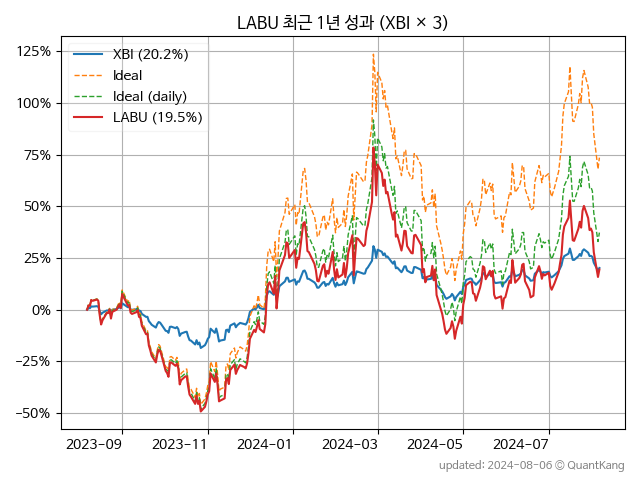 LABU 최근 1년 성과 (XBI × 3)
125%
100%
75%
50%
25%
0%
−25%
−50%
XBI (20.2%)
Ideal
Ideal (daily)
LABU (19.5%)
2023-09
2023-11
2024-01
2024-03
2024-05
2024-07
updated: 2024-08-06 ⓒ QuantKang